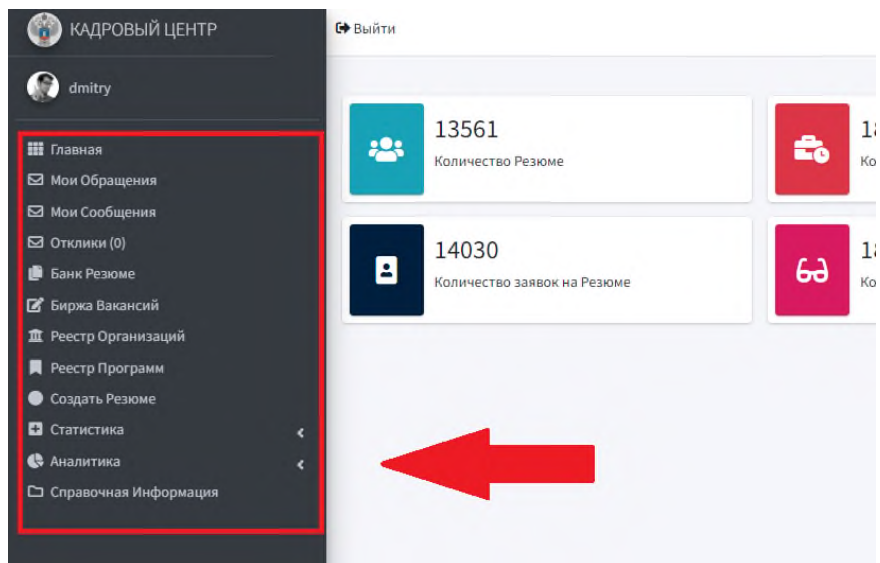 КАДРОВЫЙ ЦЕНТР
Выйти
dmitry
Главная
Мои Обращения
Мои Сообщения
Отклики (0)
Банк Резюме
Биржа Вакансий
Реестр Организаций
Реестр Программ
Создать Резюме
Статистика
Аналитика
Справочная Информация
13561
Количество Резюме
14030
Количество заявок на Резюме